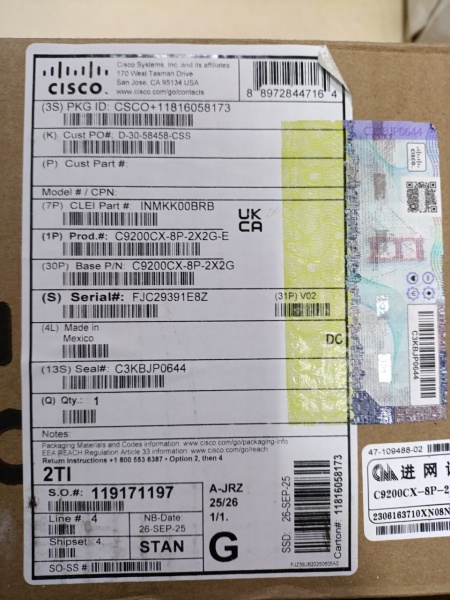 CISCO
Cisco Systems, Inc. and its affiliates
170 West Tasman Drive
San Jose, CA 95134 USA
www.cisco.com/go/contacts
8 89728 44716 4
(3S) PKG ID: CSCO+11816058173
(K) Cust PO#: D-30-58458-CSS
(P) Cust Part #:
Model # / CPN:
(7P) CLEI Part # INMKK00BRB
UK
CA
(1P) Prod.#: C9200CX-8P-2X2G-E
(30P) Base P/N: C9200CX-8P-2X2G
(S) Serial#: FJC29391E8Z
(31P) V02
(4L) Made in
Mexico
DC
(13S) Seal#: C3KBJP0644
(Q) Qty.: 1
Notes:
Packaging Materials and Codes information: www.cisco.com/go/packaging-info
EEA REACH Regulation Article 33 information: www.cisco.com/go/reach
Return Instructions +1 800 553 6387 • Option 2, then 4
2TI
S.O.#: 119171197
Line #: 4
NB-Date
26-SEP-25
Shipset: 4
STAN
SO-SS #:
A-JRZ
25/26
1/1.
G
SSD 26-SEP-25
Carton#: 11816058173
C3KBJP0644
CISCO
C3KBJP0644
47-109488-02
进网
C9200CX-8P-2
2306163710XN08N